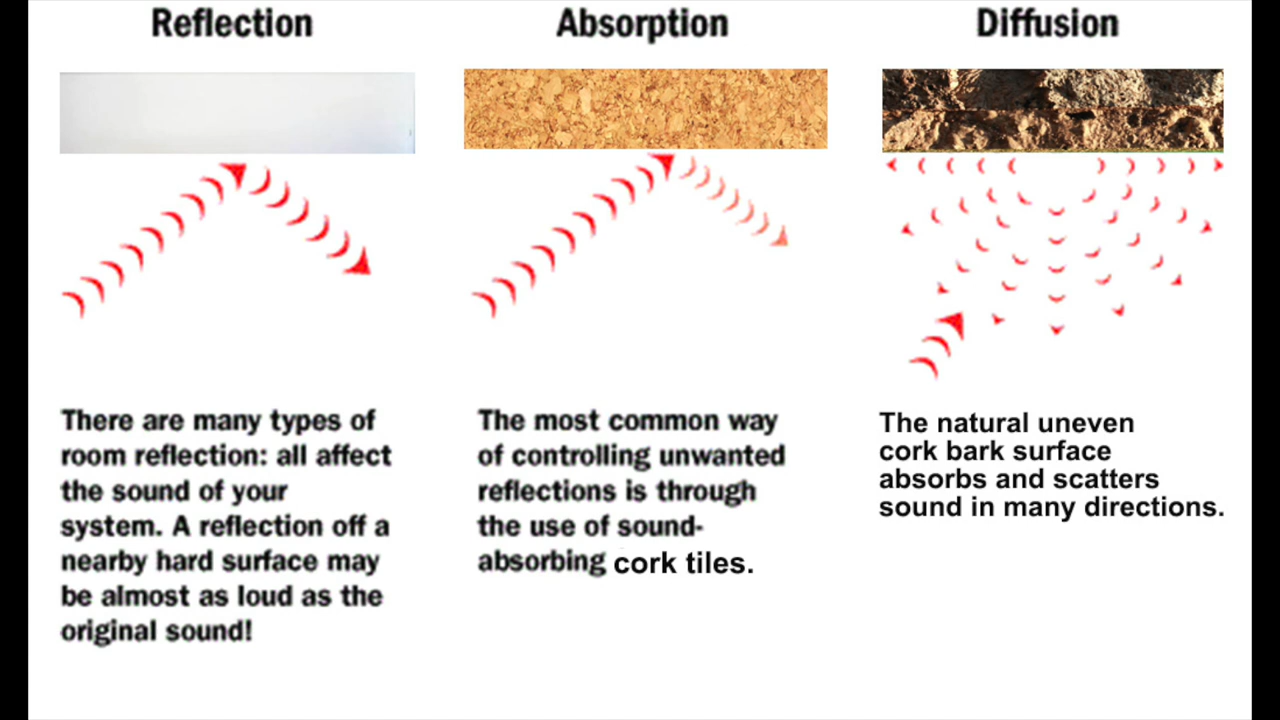 Reflection
There are many types of
room reflection: all affect
the sound of your
system. A reflection off a
nearby hard surface may
be almost as loud as the
original sound!
Absorption
The most common way
of controlling unwanted
reflections is through
the use of sound-
absorbing cork tiles.
Diffusion
The natural uneven
cork bark surface
absorbs and scatters
sound in many directions.